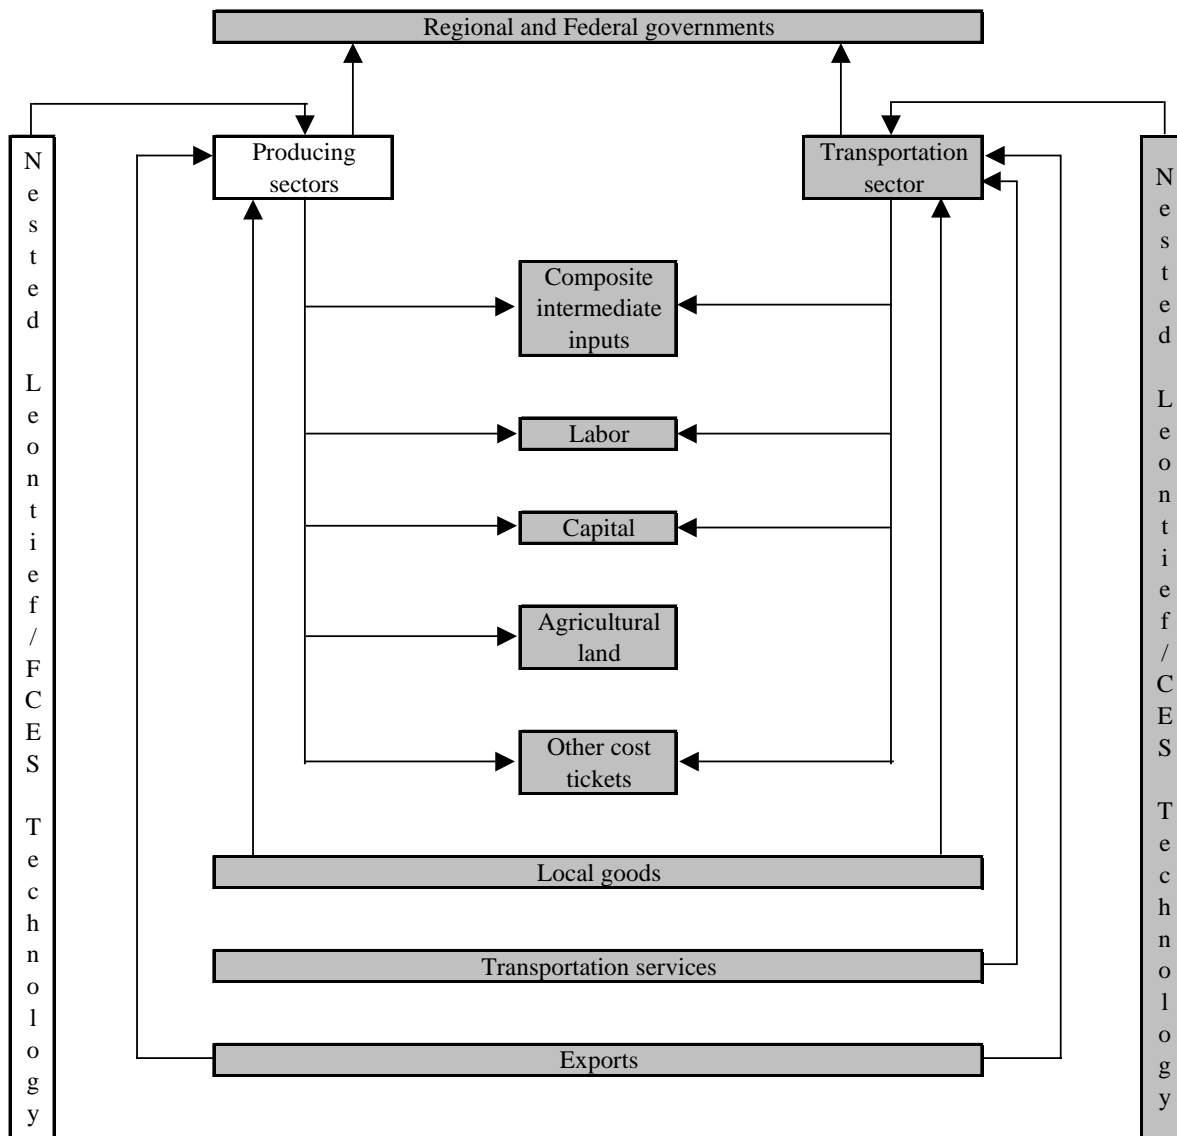 Regional and Federal governments
Producing
sectors
Transportation
sector
Nested Leontief/FCES Technology
Nested Leontief/CES Technology
Composite
intermediate
inputs
Labor
Capital
Agricultural
land
Other cost
tickets
Local goods
Transportation services
Exports